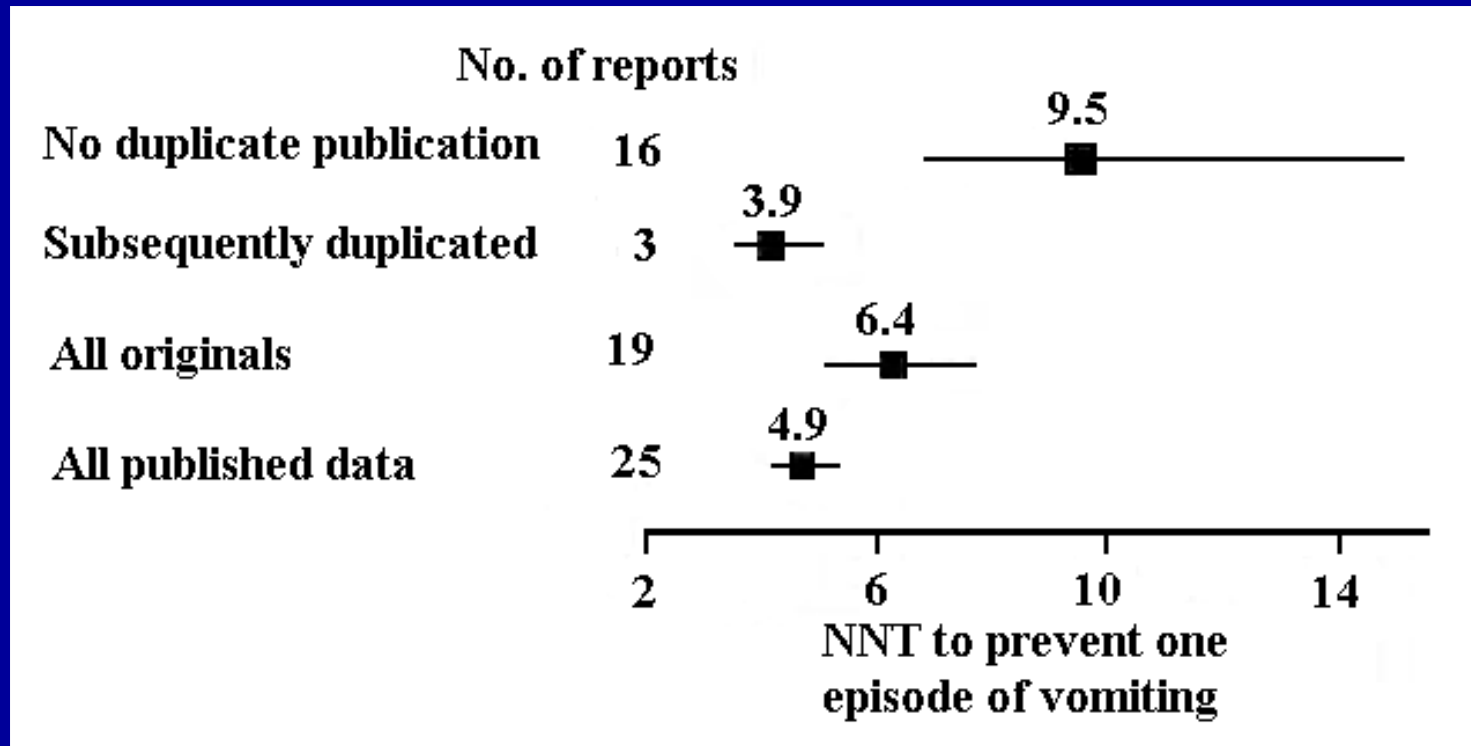 No. of reports
9.5
No duplicate publication 16
3.9
Subsequently duplicated 3
6.4
All originals 19
4.9
All published data 25
2 6 10 14
NNT to prevent one
episode of vomiting